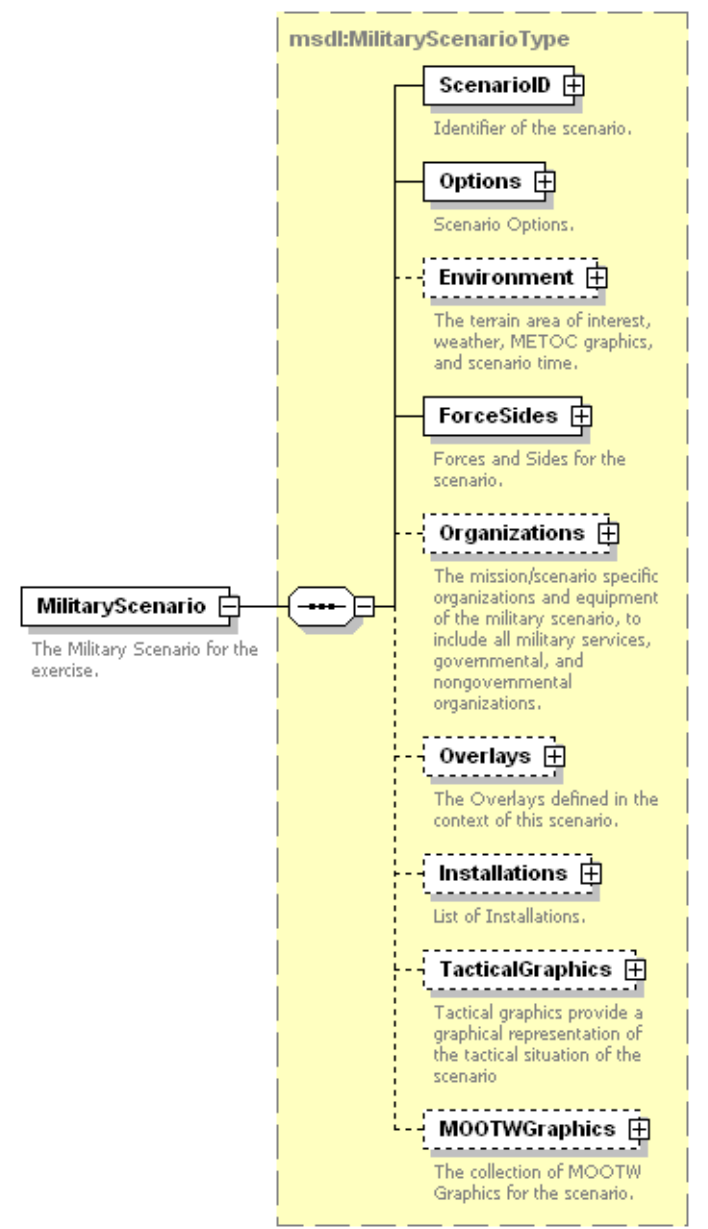 msdl:MilitaryScenarioType
ScenarioID
Identifier of the scenario.
Options
Scenario Options.
Environment
The terrain area of interest,
weather, METOC graphics,
and scenario time.
ForceSides
Forces and Sides for the
scenario.
Organizations
The mission/scenario specific
organizations and equipment
of the military scenario, to
include all military services,
governmental, and
nongovernmental
organizations.
MilitaryScenario
The Military Scenario for the
exercise.
Overlays
The Overlays defined in the
context of this scenario.
Installations
List of Installations.
TacticalGraphics
Tactical graphics provide a
graphical representation of
the tactical situation of the
scenario
MOOTWGraphics
The collection of MOOTW
Graphics for the scenario.